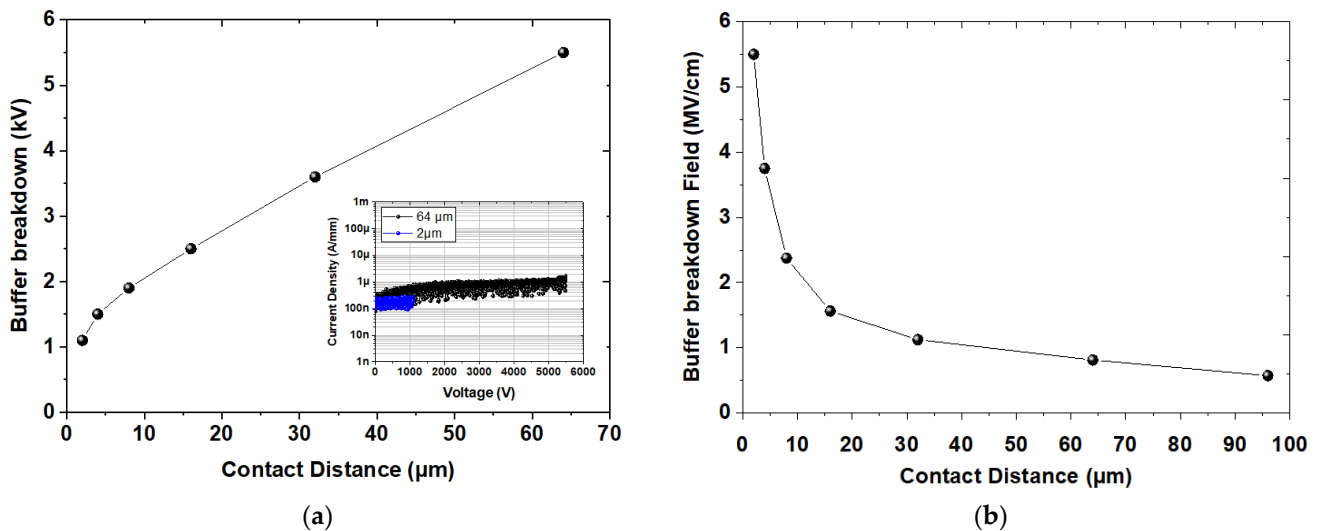 6
5
4
3
2
1
0
Buffer breakdown (kV)
0 10 20 30 40 50 60 70
Contact Distance (µm)
1m
100µ
10µ
1µ
100n
10n
1n
Current Density (A/mm)
64 µm
2µm
0 1000 2000 3000 4000 5000 6000
Voltage (V)
(a)
6
5
4
3
2
1
0
Buffer breakdown Field (MV/cm)
0 10 20 30 40 50 60 70 80 90 100
Contact Distance (µm)
(b)